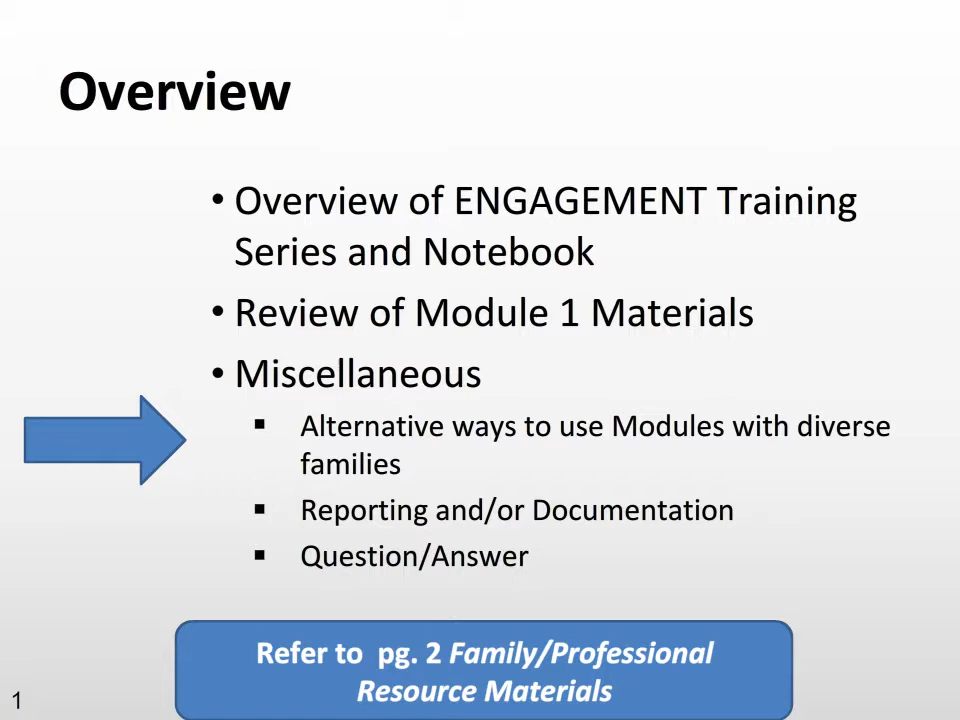 Overview
• Overview of ENGAGEMENT Training
Series and Notebook
• Review of Module 1 Materials
• Miscellaneous
▪ Alternative ways to use Modules with diverse
families
▪ Reporting and/or Documentation
▪ Question/Answer
Refer to  pg. 2 Family/Professional
Resource Materials
1